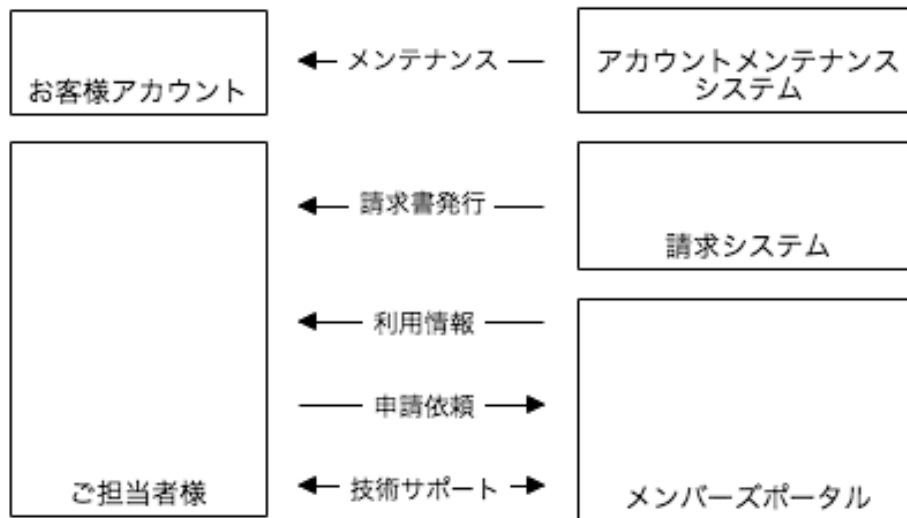 お客様アカウント
メンテナンス
アカウントメンテナンス
システム
請求書発行
請求システム
利用情報
申請依頼
技術サポート
ご担当者様
メンバーズポータル